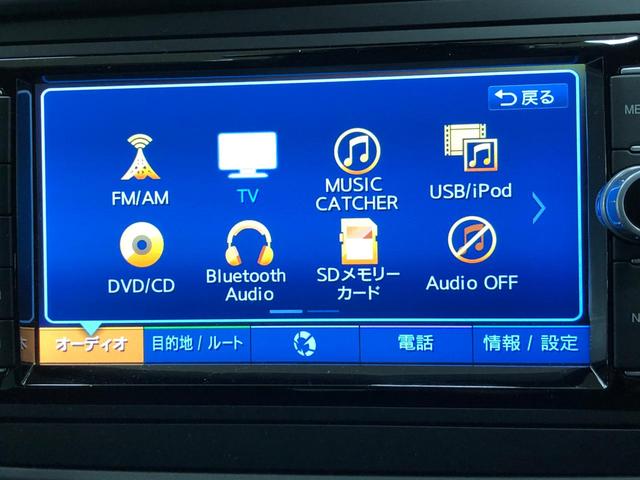 戻る
FM/AM
TV
MUSIC
CATCHER
USB/iPod
DVD/CD
Bluetooth
Audio
SDメモリー
カード
Audio OFF
オーディオ
目的地 / ルート
電話
情報 / 設定